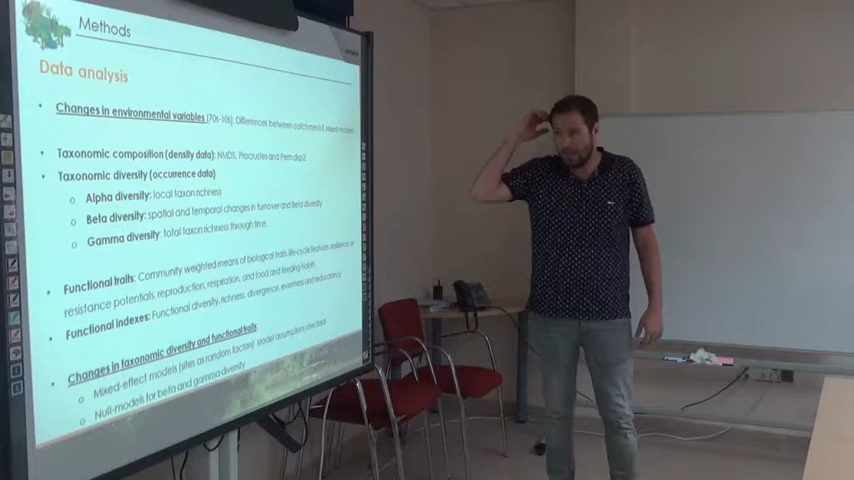 Methods
Data analysis
• Changes in environmental variables (70s-10s): Differences between catchments. Mixed models
• Taxonomic composition (density data): NMDS, Procrustes and Permdisp2
• Taxonomic diversity (occurrence data)
○ Alpha diversity: local taxon richness
○ Beta diversity: spatial and temporal changes in turnover and Beta diversity
○ Gamma diversity: total taxon richness through time
• Functional traits: Community weighted means of biological traits: life-cycle features, resilience or
resistance potentials, reproduction, respiration, and food and feeding habits
• Functional indexes: Functional diversity, richness, divergence, evenness and redundancy
• Changes in taxonomic diversity and functional traits
○ Mixed-effect models (sites as random factors). Model assumptions checked
○ Null-models for beta and gamma diversity